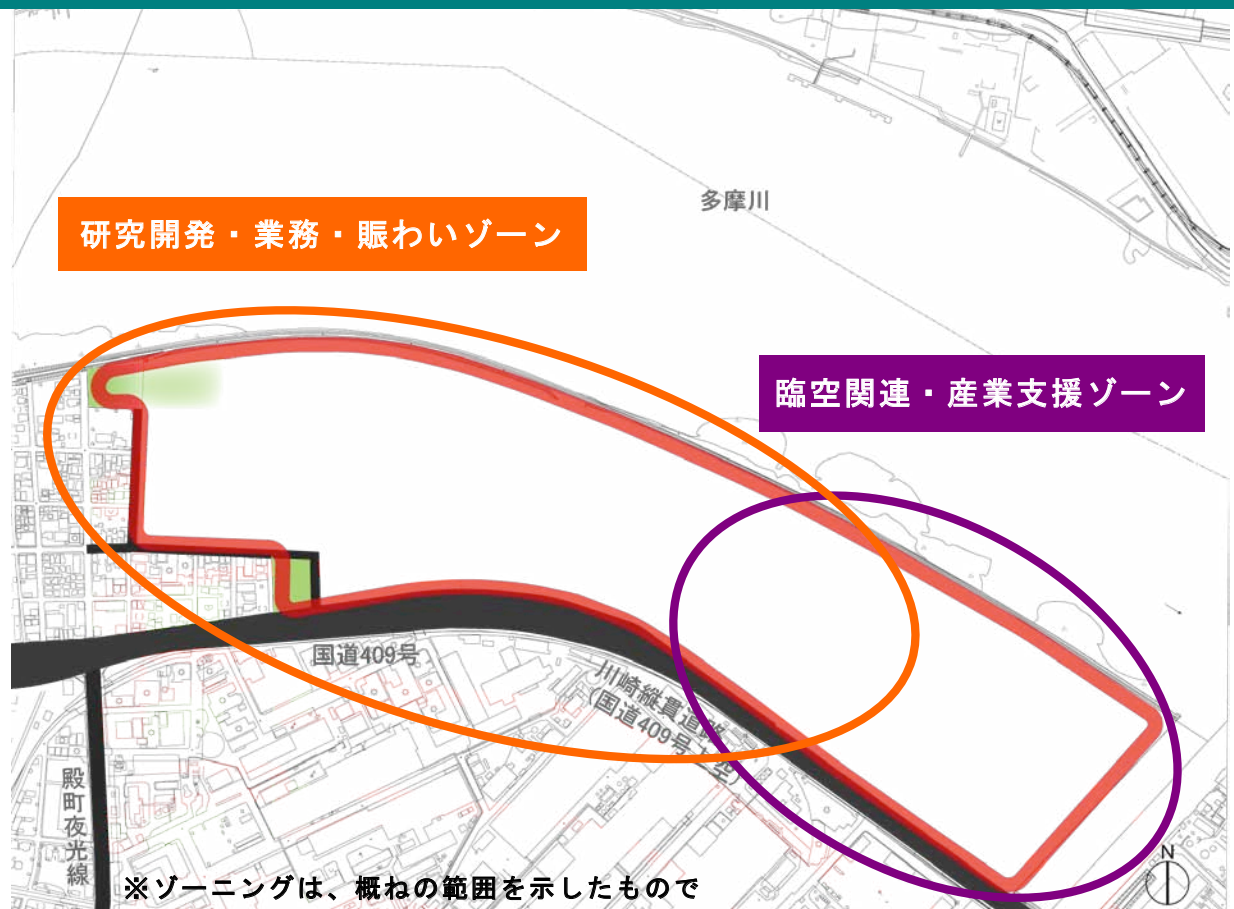 多摩川
研究開発・業務・賑わいゾーン
臨空関連・産業支援ゾーン
国道409号
川崎縦貫道路
(国道409号上空)
殿町夜光線
N
※ゾーニングは、概ねの範囲を示したもので